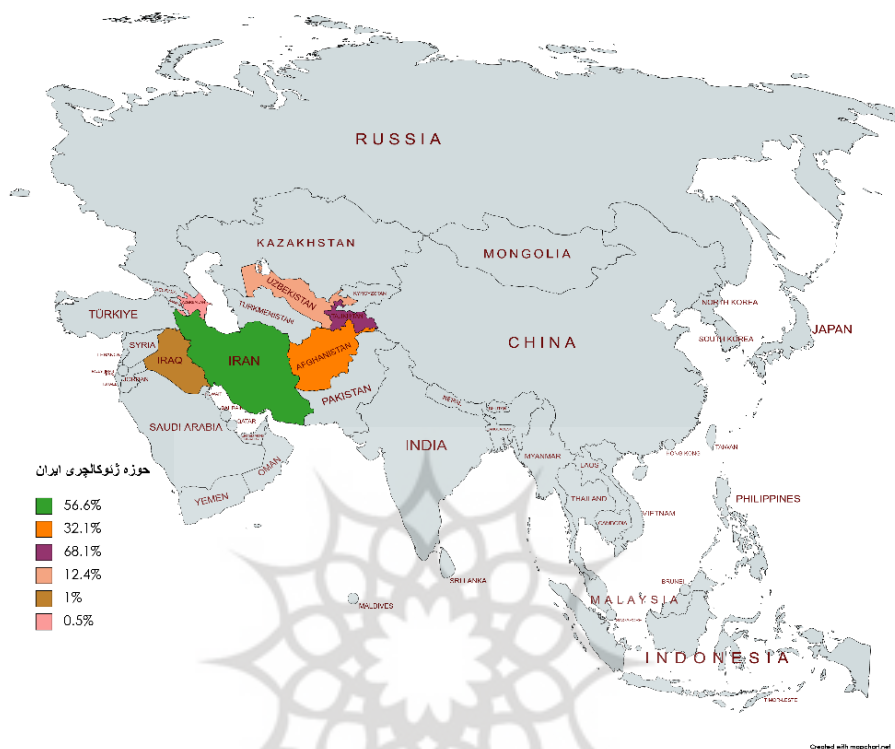 RUSSIA
KAZAKHSTAN
MONGOLIA
UZBEKISTAN
KYRGYZSTAN
TURKMENISTAN
NORTH KOREA
TÜRKIYE
JAPAN
SOUTH KOREA
CHINA
SYRIA
IRAQ
IRAN
AFGHANISTAN
JORDAN
PAKISTAN
NEPAL
QATAR
SAUDI ARABIA
INDIA
OMAN
YEMEN
MYANMAR
LAOS
HONG KONG
TAIWAN
THAILAND
VIETNAM
CAMBODIA
PHILIPPINES
SRI LANKA
MALDIVES
BRUNEI
MALAYSIA
INDONESIA
TIMOR-LESTE
حوزه ژئوکالچری ایران
56.6%
32.1%
68.1%
12.4%
1%
0.5%
Created with mapchart.net